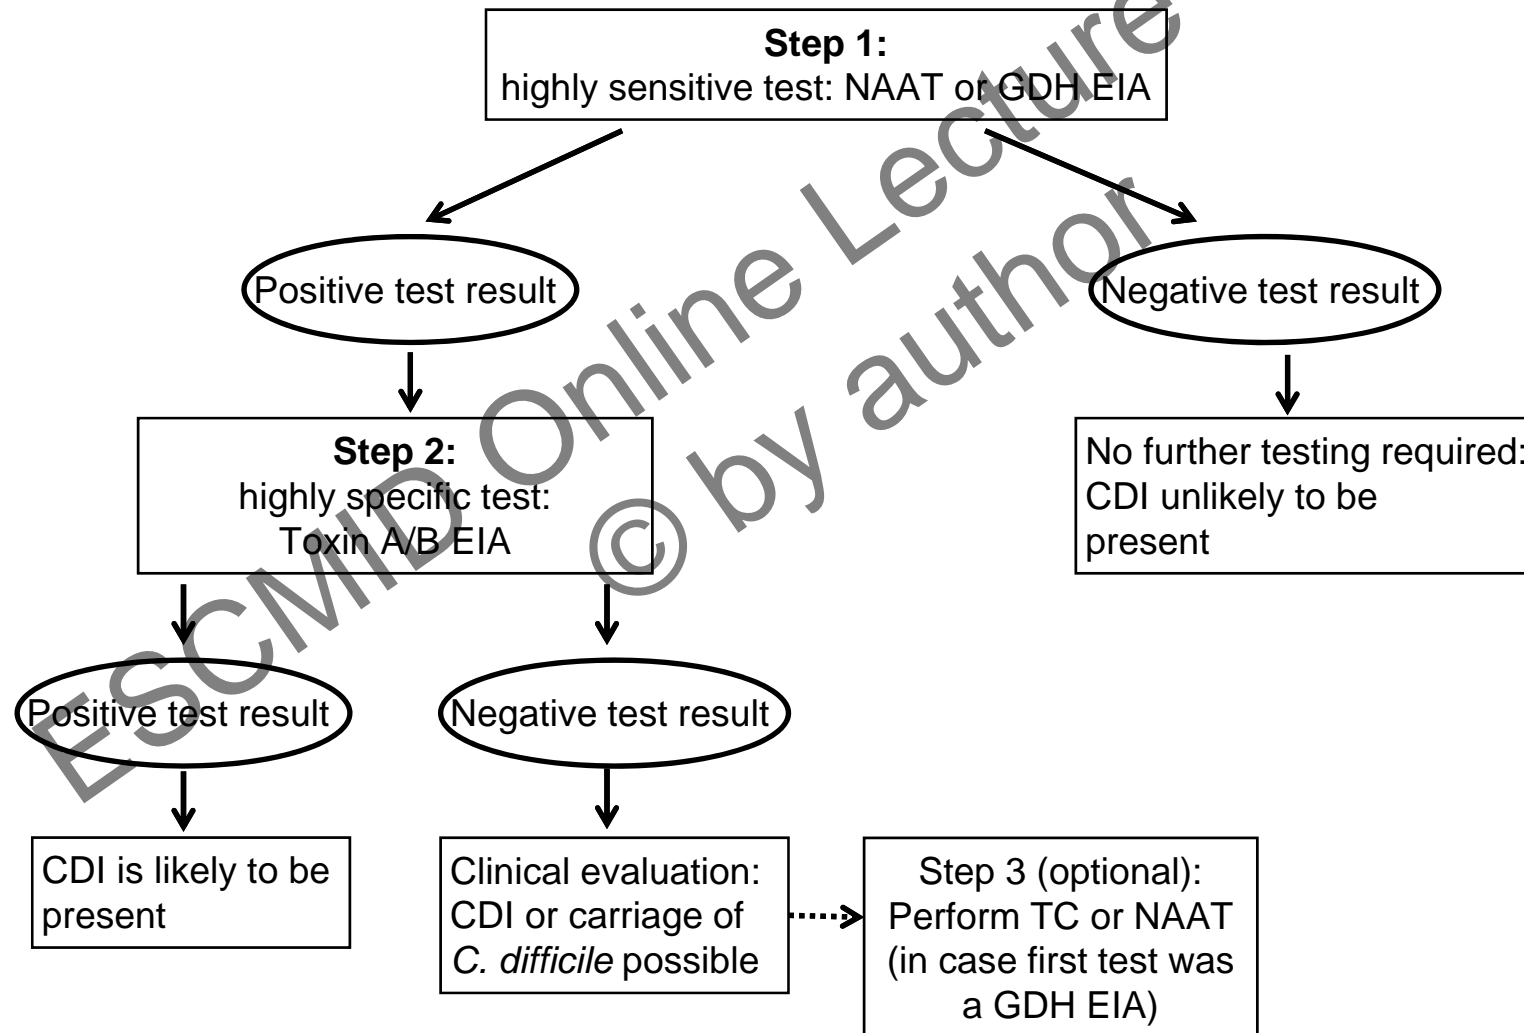 Step 1:
highly sensitive test: NAAT or GDH EIA
Positive test result
Negative test result
Step 2:
highly specific test:
Toxin A/B EIA
No further testing required:
CDI unlikely to be
present
Positive test result
Negative test result
CDI is likely to be
present
Clinical evaluation:
CDI or carriage of
C. difficile possible
Step 3 (optional):
Perform TC or NAAT
(in case first test was
a GDH EIA)
ESCMID Online Lecture
© by author